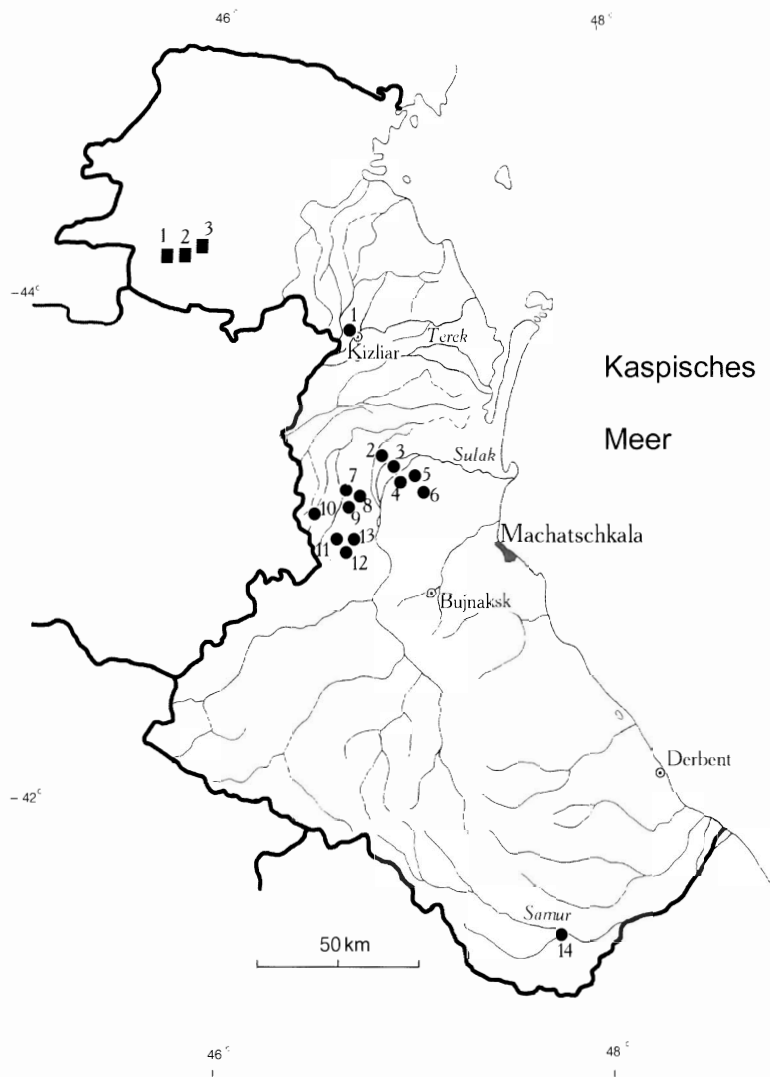 46°
48°
1 2 3
– 44°
1
Terek
Kizliar
Kaspisches
Meer
2
3
Sulak
5
4
6
7
8
10
9
Machatschkala
11
13
12
Bujnaksk
Derbent
– 42°
Samur
50 km
14
46°
48°